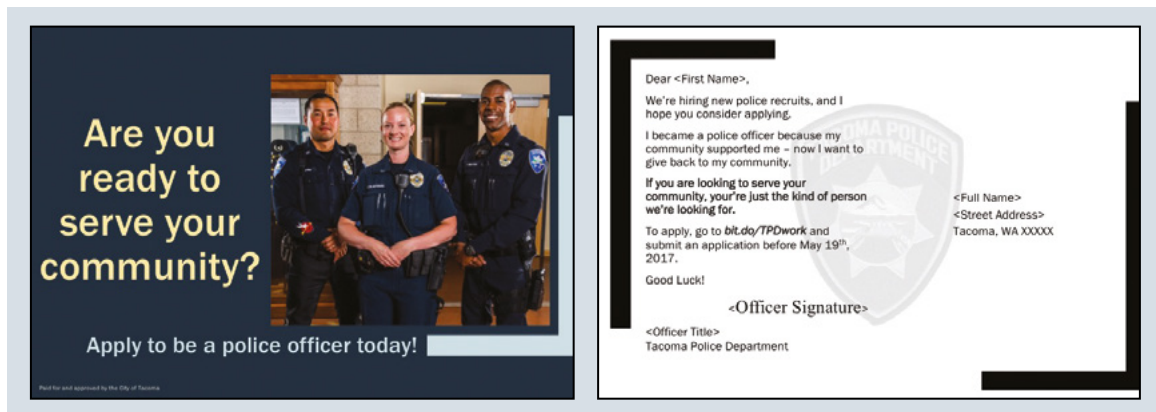 Are you
ready to
serve your
community?
Apply to be a police officer today!
Paid for and approved by the City of Tacoma
Dear <First Name>,
We're hiring new police recruits, and I
hope you consider applying.
I became a police officer because my
community supported me – now I want to
give back to my community.
If you are looking to serve your
community, your're just the kind of person
we're looking for.
To apply, go to bit.do/TPDwork and
submit an application before May 19th,
2017.
Good Luck!
<Officer Signature>
<Officer Title>
Tacoma Police Department
TACOMA POLICE
DEPARTMENT
<Full Name>
<Street Address>
Tacoma, WA XXXXX